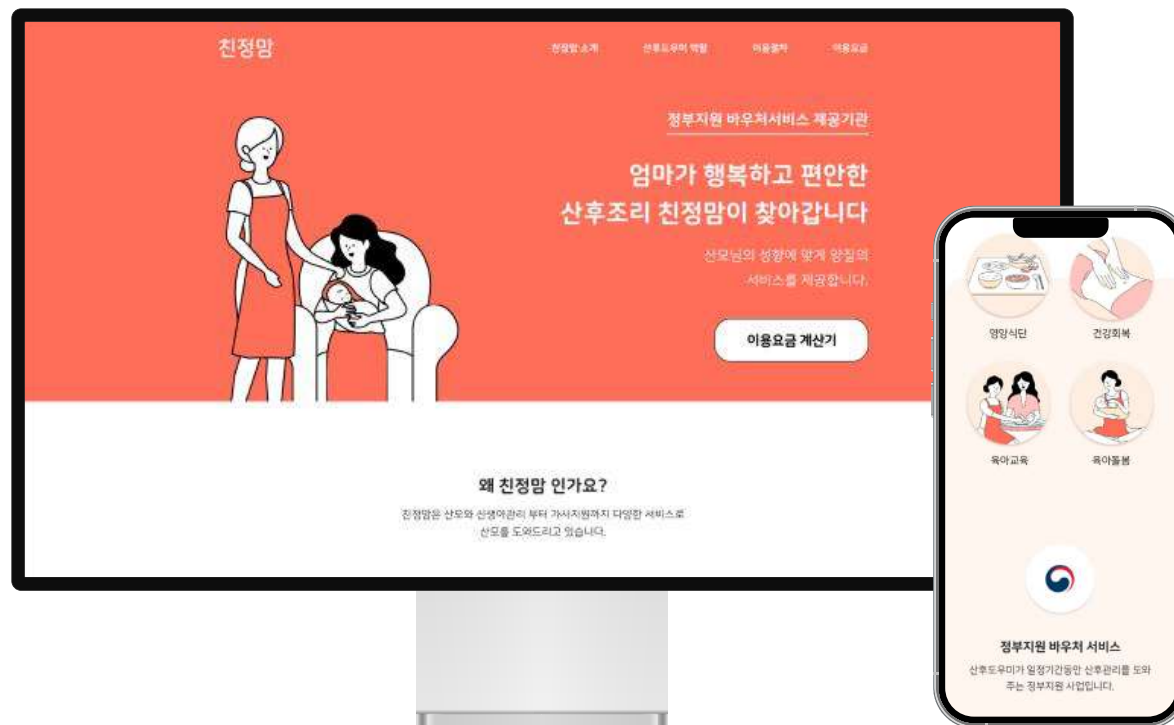 친정맘
친정맘 소개 산후도우미 역할 이용절차 이용요금
정부지원 바우처서비스 제공기관
엄마가 행복하고 편안한
산후조리 친정맘이 찾아갑니다
산모님의 성향에 맞게 양질의
서비스를 제공합니다.
이용요금 계산기
왜 친정맘 인가요?
친정맘은 산모와 신생아관리 부터 가사지원까지 다양한 서비스로
산모를 도와드리고 있습니다.
영양식단 건강회복
육아교육 육아돌봄
정부지원 바우처 서비스
산후도우미가 일정기간동안 산후관리를 도와
주는 정부지원 사업입니다.